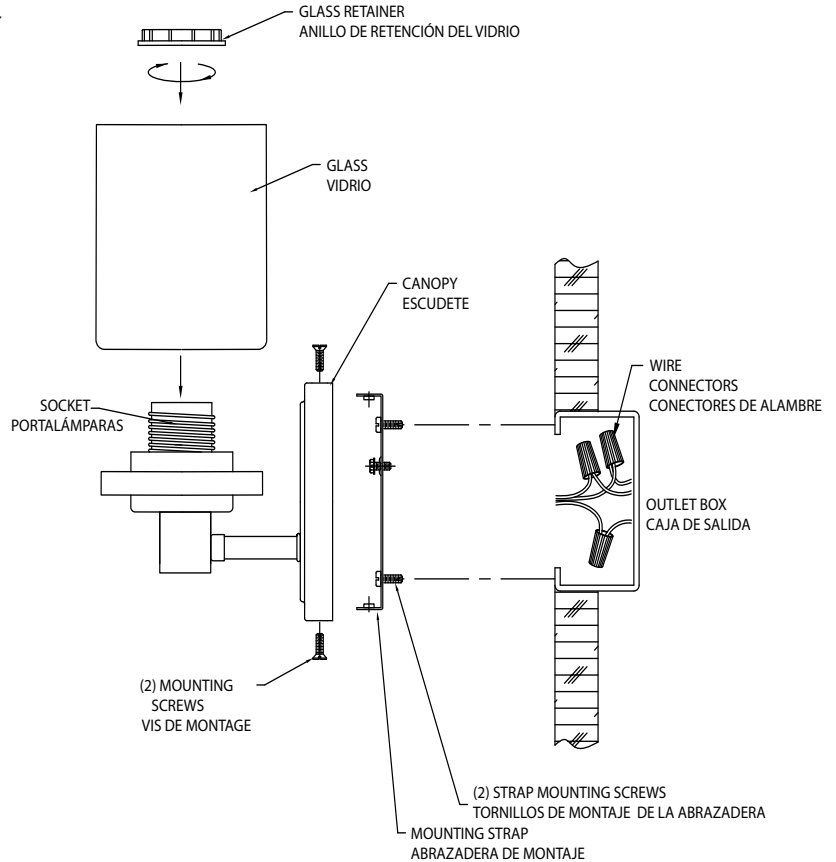 GLASS RETAINER
ANILLO DE RETENCIÓN DEL VIDRIO
GLASS
VIDRIO
CANOPY
ESCUDETE
WIRE
CONNECTORS
CONECTORES DE ALAMBRE
SOCKET
PORTALÁMPARAS
OUTLET BOX
CAJA DE SALIDA
(2) MOUNTING
SCREWS
VIS DE MONTAGE
(2) STRAP MOUNTING SCREWS
TORNILLOS DE MONTAJE DE LA ABRAZADERA
MOUNTING STRAP
ABRAZADERA DE MONTAJE